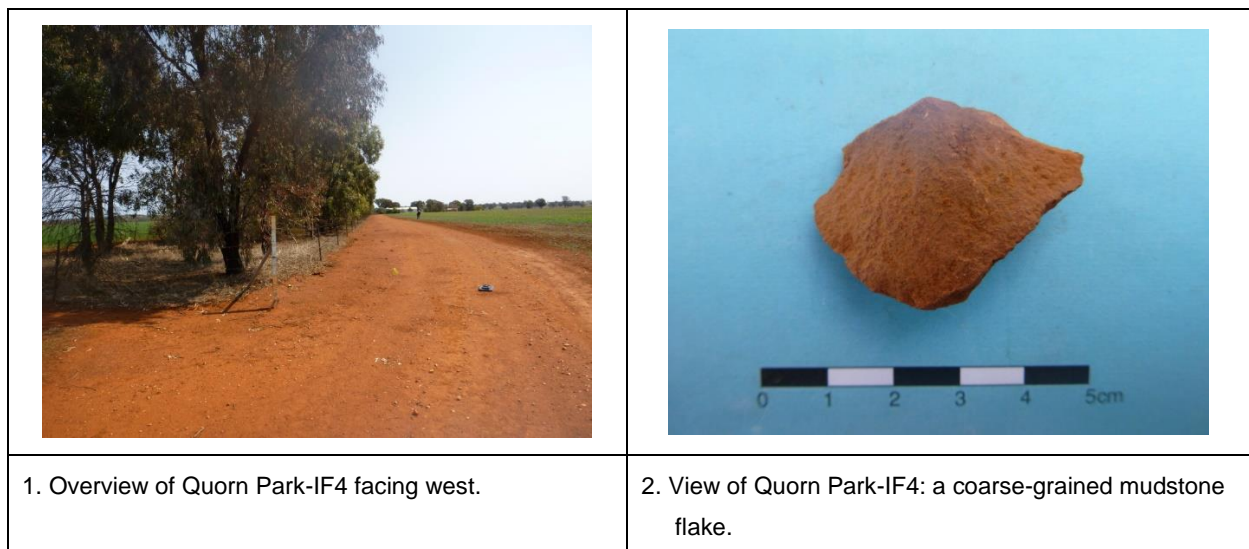 0 1 2 3 4 5cm
1. Overview of Quorn Park-IF4 facing west.
2. View of Quorn Park-IF4: a coarse-grained mudstone
flake.